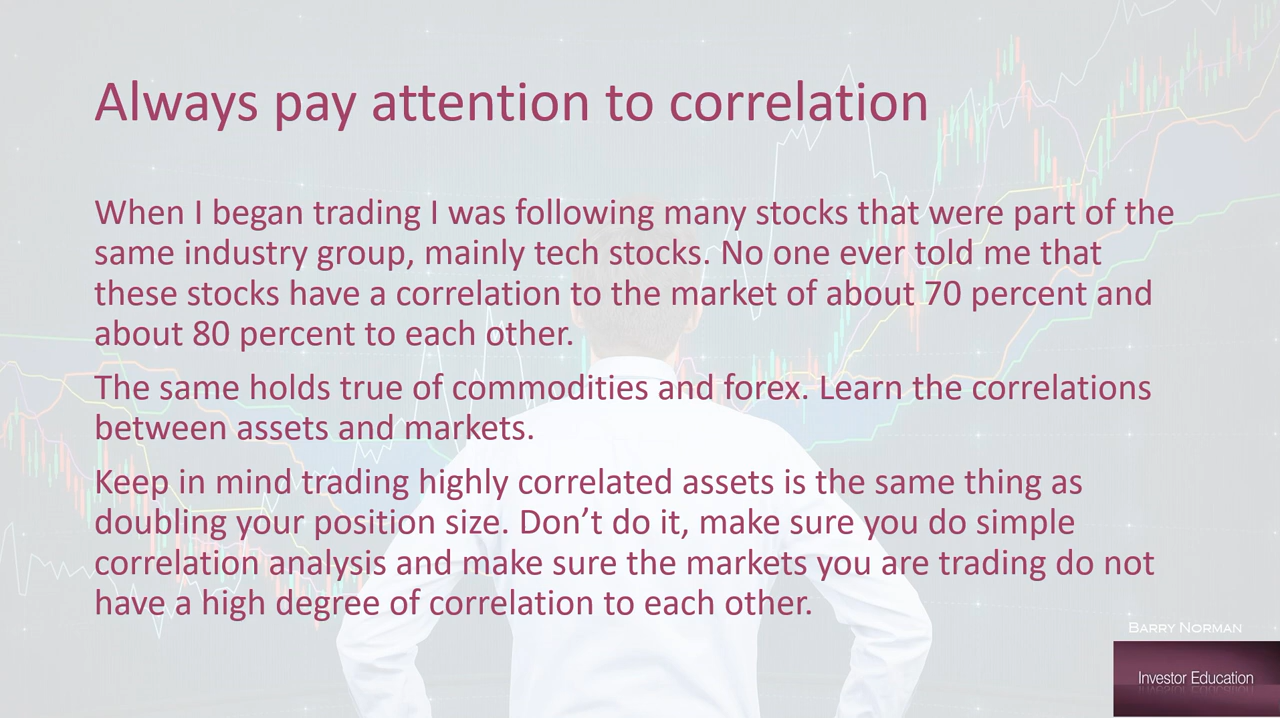 Always pay attention to correlation
When I began trading I was following many stocks that were part of the
same industry group, mainly tech stocks. No one ever told me that
these stocks have a correlation to the market of about 70 percent and
about 80 percent to each other.
The same holds true of commodities and forex. Learn the correlations
between assets and markets.
Keep in mind trading highly correlated assets is the same thing as
doubling your position size. Don’t do it, make sure you do simple
correlation analysis and make sure the markets you are trading do not
have a high degree of correlation to each other.
Barry Norman
Investor Education